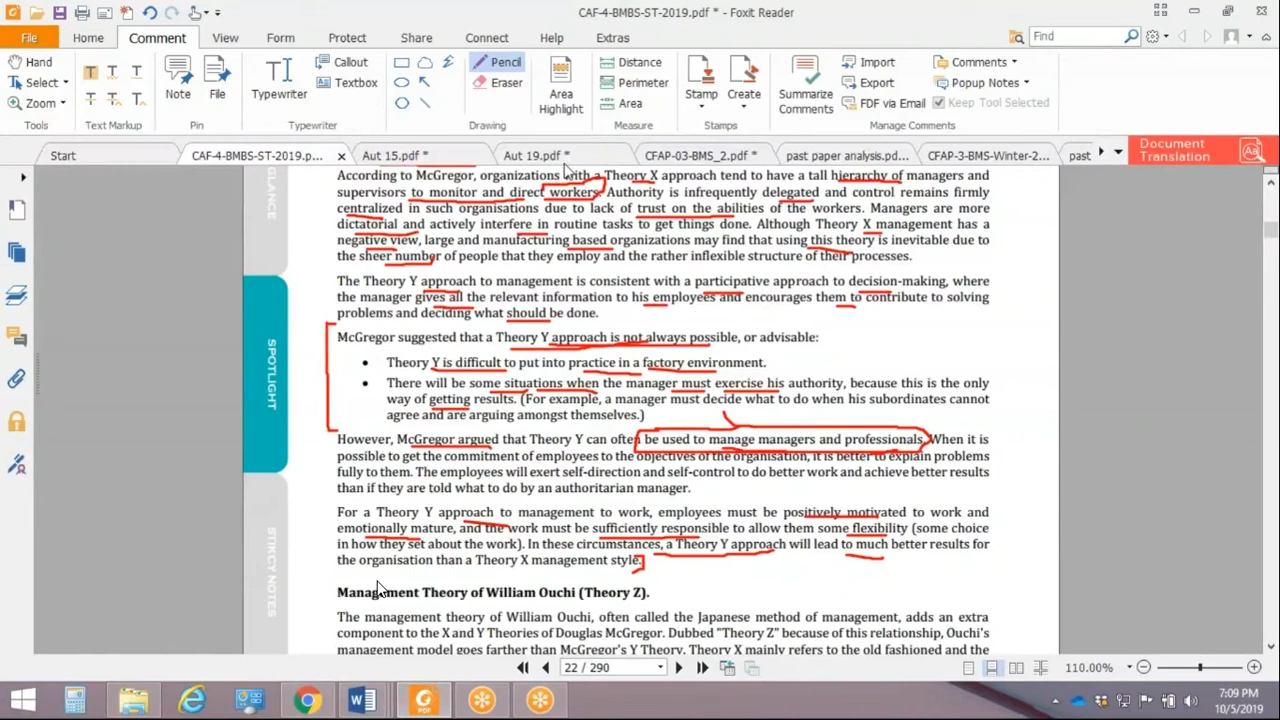 CAF-4-BMBS-ST-2019.pdf * - Foxit Reader
File Home Comment View Form Protect Share Connect Help Extras Find
Hand
Select
Zoom
Tools
Text Markup
Note
File
Pin
Typewriter
Callout
Textbox
Typewriter
Pencil
Eraser
Drawing
Area
Highlight
Distance
Perimeter
Area
Measure
Stamp
Create
Stamps
Summarize
Comments
Import
Export
FDF via Email
Comments
Popup Notes
Keep Tool Selected
Manage Comments
Start CAF-4-BMBS-ST-2019.p... Aut 15.pdf * Aut 19.pdf * CFAP-03-BMS_2.pdf * past paper analysis.pd... CFAP-3-BMS-Winter-2... past
Document
Translation
GLANCE
SPOTLIGHT
STICKY NOTES
According to McGregor, organizations with a Theory X approach tend to have a tall hierarchy of managers and
supervisors to monitor and direct workers. Authority is infrequently delegated and control remains firmly
centralized in such organisations due to lack of trust on the abilities of the workers. Managers are more
dictatorial and actively interfere in routine tasks to get things done. Although Theory X management has a
negative view, large and manufacturing based organizations may find that using this theory is inevitable due to
the sheer number of people that they employ and the rather inflexible structure of their processes.
The Theory Y approach to management is consistent with a participative approach to decision-making, where
the manager gives all the relevant information to his employees and encourages them to contribute to solving
problems and deciding what should be done.
McGregor suggested that a Theory Y approach is not always possible, or advisable:
• Theory Y is difficult to put into practice in a factory environment.
• There will be some situations when the manager must exercise his authority, because this is the only
way of getting results. (For example, a manager must decide what to do when his subordinates cannot
agree and are arguing amongst themselves.)
However, McGregor argued that Theory Y can often be used to manage managers and professionals. When it is
possible to get the commitment of employees to the objectives of the organisation, it is better to explain problems
fully to them. The employees will exert self-direction and self-control to do better work and achieve better results
than if they are told what to do by an authoritarian manager.
For a Theory Y approach to management to work, employees must be positively motivated to work and
emotionally mature, and the work must be sufficiently responsible to allow them some flexibility (some choice
in how they set about the work). In these circumstances, a Theory Y approach will lead to much better results for
the organisation than a Theory X management style.
Management Theory of William Ouchi (Theory Z).
The management theory of William Ouchi, often called the Japanese method of management, adds an extra
component to the X and Y Theories of Douglas McGregor. Dubbed "Theory Z" because of this relationship, Ouchi's
management model goes farther than McGregor's Y Theory. Theory X mainly refers to the old fashioned and the
22 / 290
110.00%
7:09 PM
10/5/2019